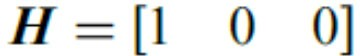 H = [1 0 0]